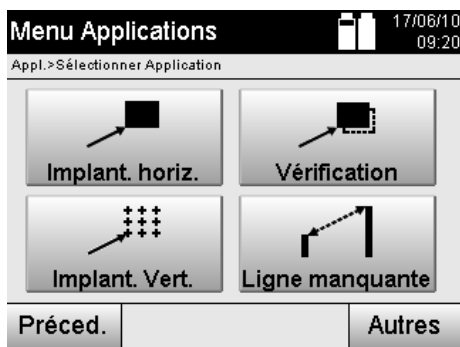 Menu Applications
17/06/10
09:20
Appl.>Sélectionner Application
Implant. horiz.
Vérification
Implant. Vert.
Ligne manquante
Préced.
Autres